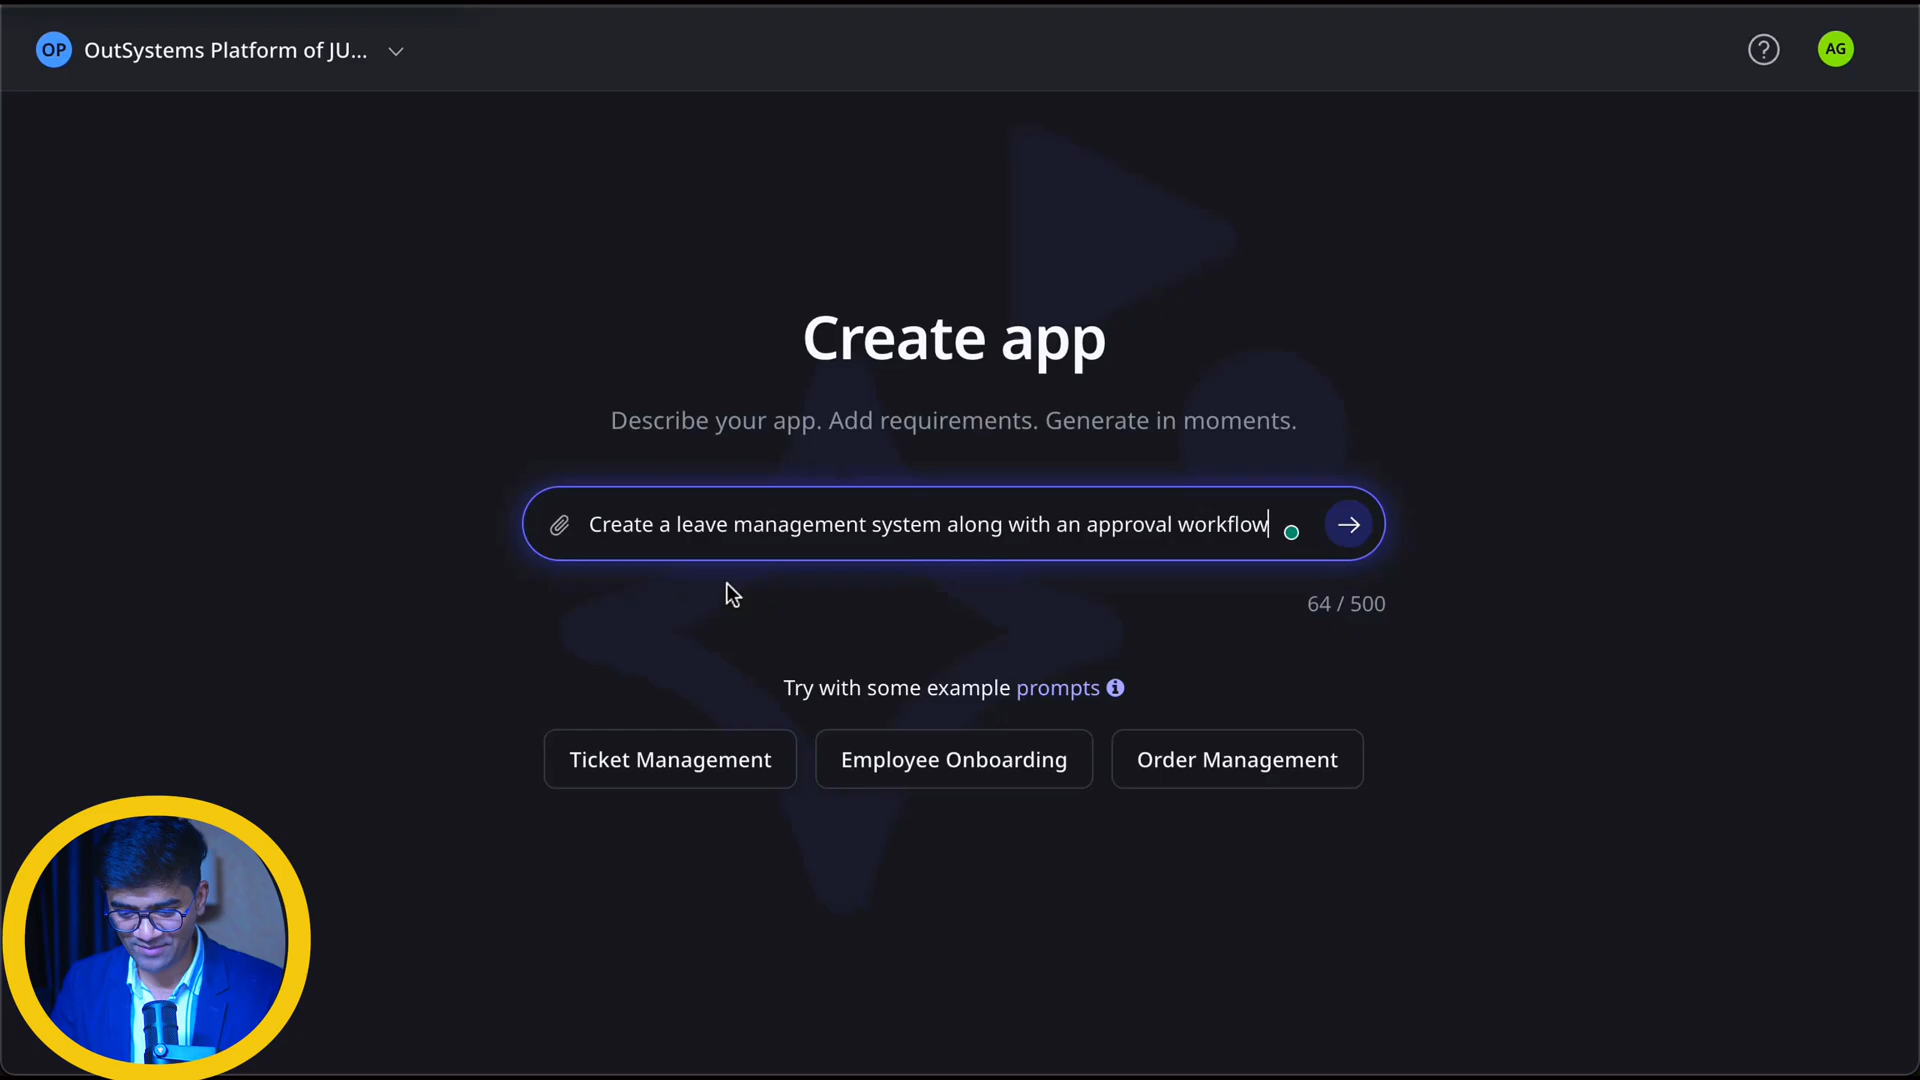 OP OutSystems Platform of JU...
AG
Create app
Describe your app. Add requirements. Generate in moments.
Create a leave management system along with an approval workflow
64 / 500
Try with some example prompts
Ticket Management
Employee Onboarding
Order Management